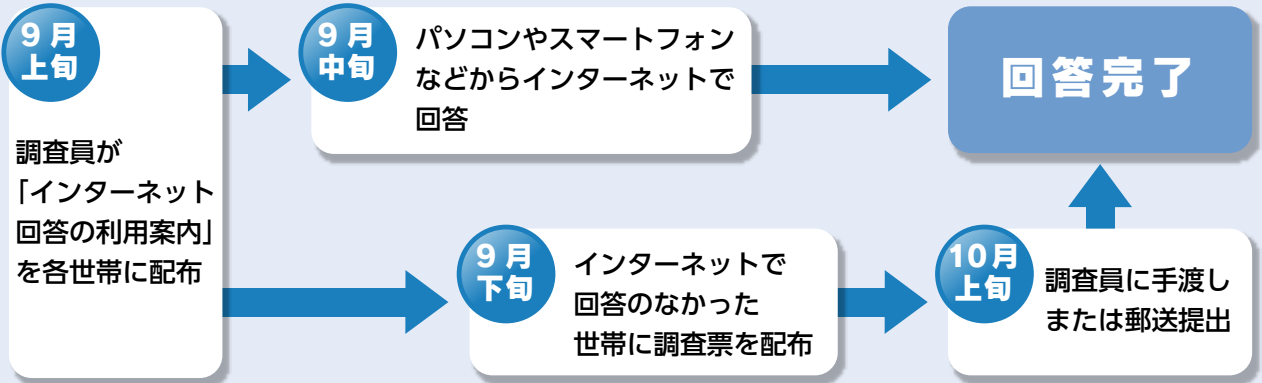 9月
上旬
調査員が
「インターネット
回答の利用案内」
を各世帯に配布
9月
中旬
パソコンやスマートフォン
などからインターネットで
回答
回答完了
9月
下旬
インターネットで
回答のなかった
世帯に調査票を配布
10月
上旬
調査員に手渡し
または郵送提出